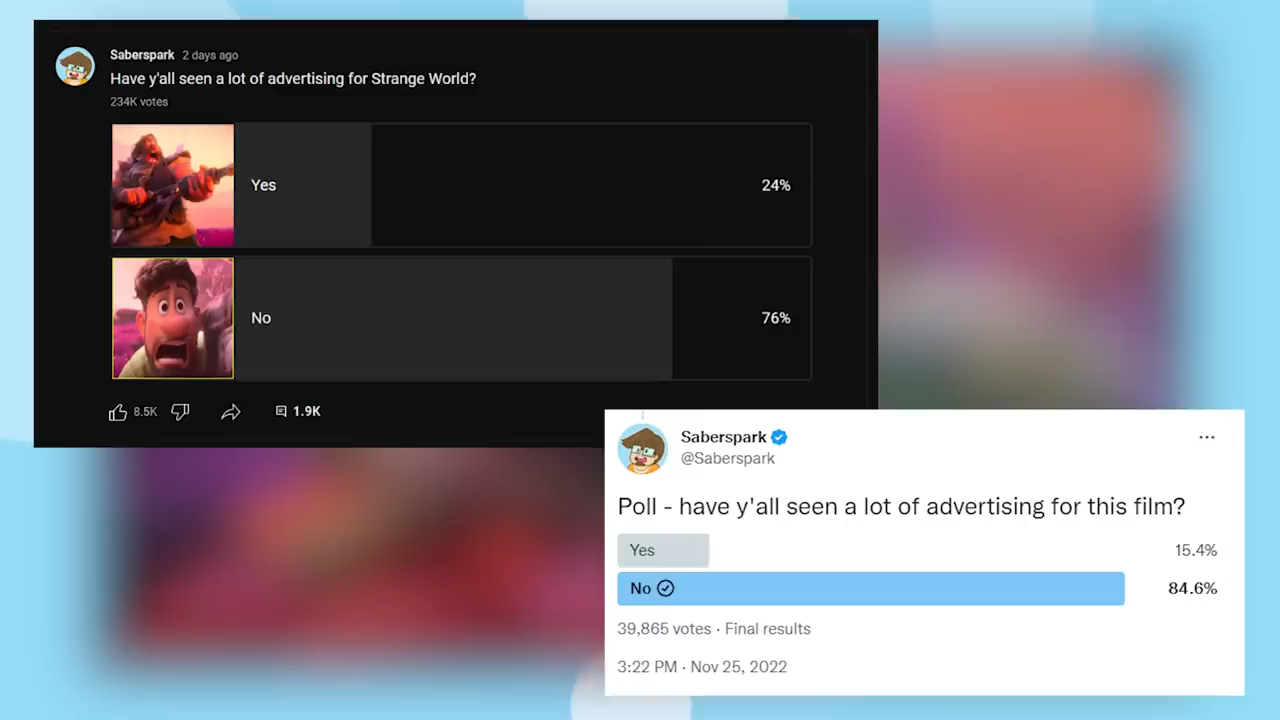 Saberspark 2 days ago
Have y'all seen a lot of advertising for Strange World?
234K votes
Yes 24%
No 76%
8.5K 1.9K
Saberspark
@Saberspark
Poll - have y'all seen a lot of advertising for this film?
Yes 15.4%
No 84.6%
39,865 votes · Final results
3:22 PM · Nov 25, 2022